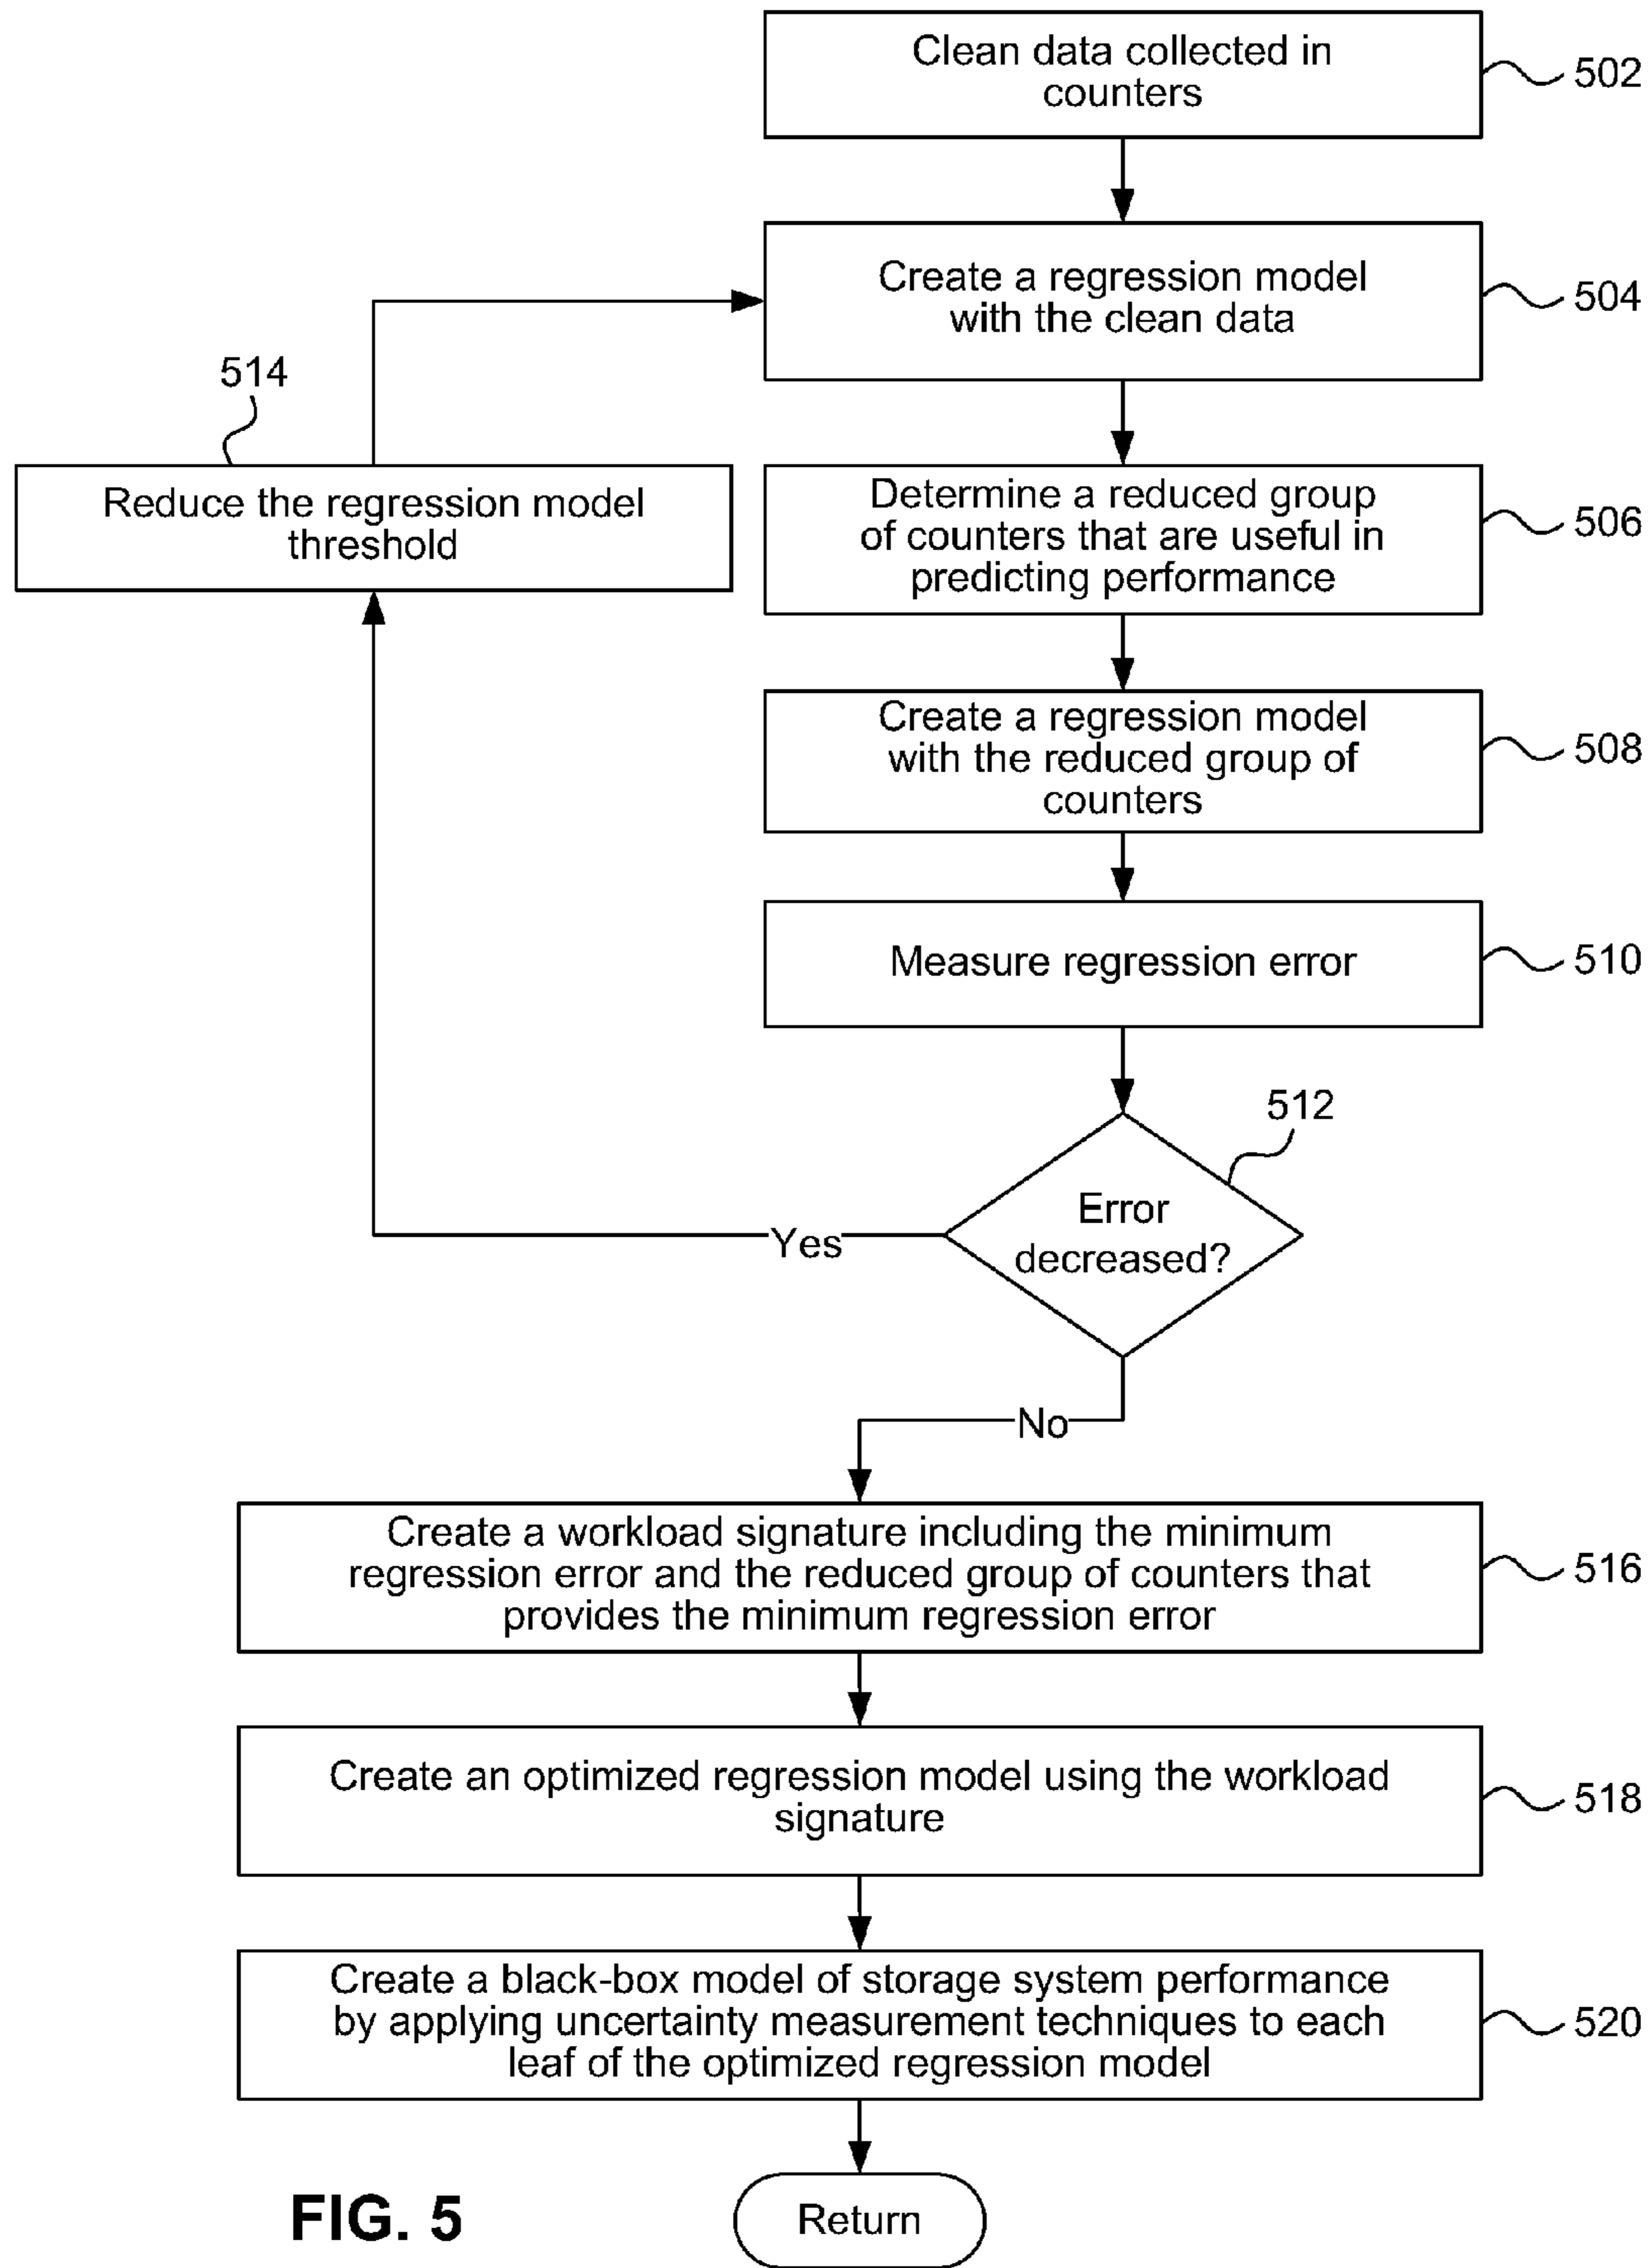 Clean data collected in
counters
502
Create a regression model
with the clean data
504
514
Reduce the regression model
threshold
Determine a reduced group
of counters that are useful in
predicting performance
506
Create a regression model
with the reduced group of
counters
508
Measure regression error
510
512
Error
decreased?
Yes
No
Create a workload signature including the minimum
regression error and the reduced group of counters that
provides the minimum regression error
516
Create an optimized regression model using the workload
signature
518
Create a black-box model of storage system performance
by applying uncertainty measurement techniques to each
leaf of the optimized regression model
520
FIG. 5
Return